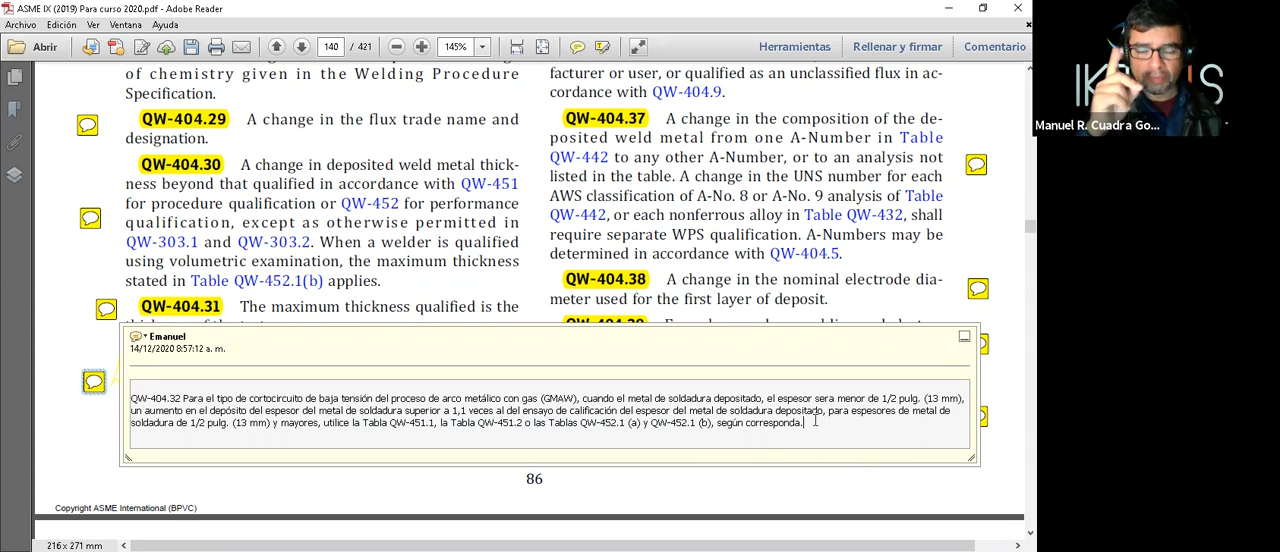 ASME IX (2019) Para curso 2020.pdf - Adobe Reader
Archivo Edición Ver Ventana Ayuda
Abrir 140 / 421 145% Herramientas Rellenar y firmar Comentario
of chemistry given in the Welding Procedure
Specification.
QW-404.29 A change in the flux trade name and
designation.
QW-404.30 A change in deposited weld metal thick-
ness beyond that qualified in accordance with QW-451
for procedure qualification or QW-452 for performance
qualification, except as otherwise permitted in
QW-303.1 and QW-303.2. When a welder is qualified
using volumetric examination, the maximum thickness
stated in Table QW-452.1(b) applies.
QW-404.31 The maximum thickness qualified is the
facturer or user, or qualified as an unclassified flux in ac-
cordance with QW-404.9.
QW-404.37 A change in the composition of the de-
posited weld metal from one A-Number in Table
QW-442 to any other A-Number, or to an analysis not
listed in the table. A change in the UNS number for each
AWS classification of A-No. 8 or A-No. 9 analysis of Table
QW-442, or each nonferrous alloy in Table QW-432, shall
require separate WPS qualification. A-Numbers may be
determined in accordance with QW-404.5.
QW-404.38 A change in the nominal electrode dia-
meter used for the first layer of deposit.
Emanuel
14/12/2020 8:57:12 a. m.
QW-404.32 Para el tipo de cortocircuito de baja tensión del proceso de arco metálico con gas (GMAW), cuando el metal de soldadura depositado, el espesor sera menor de 1/2 pulg. (13 mm),
un aumento en el depósito del espesor del metal de soldadura superior a 1,1 veces al del ensayo de calificación del espesor del metal de soldadura depositado, para espesores de metal de
soldadura de 1/2 pulg. (13 mm) y mayores, utilice la Tabla QW-451.1, la Tabla QW-451.2 o las Tablas QW-452.1 (a) y QW-452.1 (b), según corresponda.
86
Copyright ASME International (BPVC)
216 x 271 mm
Manuel R. Cuadra Go...